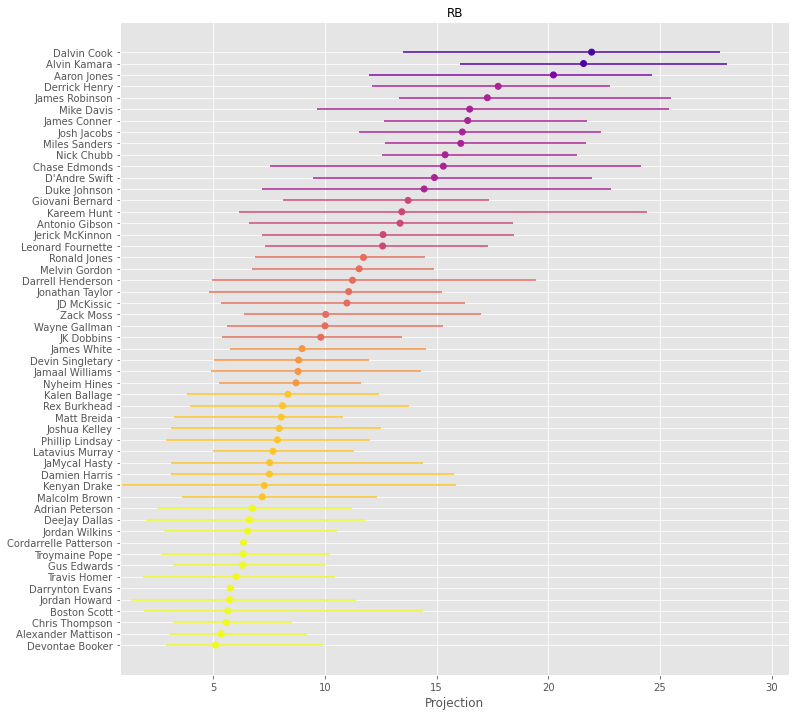 RB
Dalvin Cook
Alvin Kamara
Aaron Jones
Derrick Henry
James Robinson
Mike Davis
James Conner
Josh Jacobs
Miles Sanders
Nick Chubb
Chase Edmonds
D'Andre Swift
Duke Johnson
Giovani Bernard
Kareem Hunt
Antonio Gibson
Jerick McKinnon
Leonard Fournette
Ronald Jones
Melvin Gordon
Darrell Henderson
Jonathan Taylor
JD McKissic
Zack Moss
Wayne Gallman
JK Dobbins
James White
Devin Singletary
Jamaal Williams
Nyheim Hines
Kalen Ballage
Rex Burkhead
Matt Breida
Joshua Kelley
Phillip Lindsay
Latavius Murray
JaMycal Hasty
Damien Harris
Kenyan Drake
Malcolm Brown
Adrian Peterson
DeeJay Dallas
Jordan Wilkins
Cordarrelle Patterson
Troymaine Pope
Gus Edwards
Travis Homer
Darrynton Evans
Jordan Howard
Boston Scott
Chris Thompson
Alexander Mattison
Devontae Booker
5 10 15 20 25 30
Projection